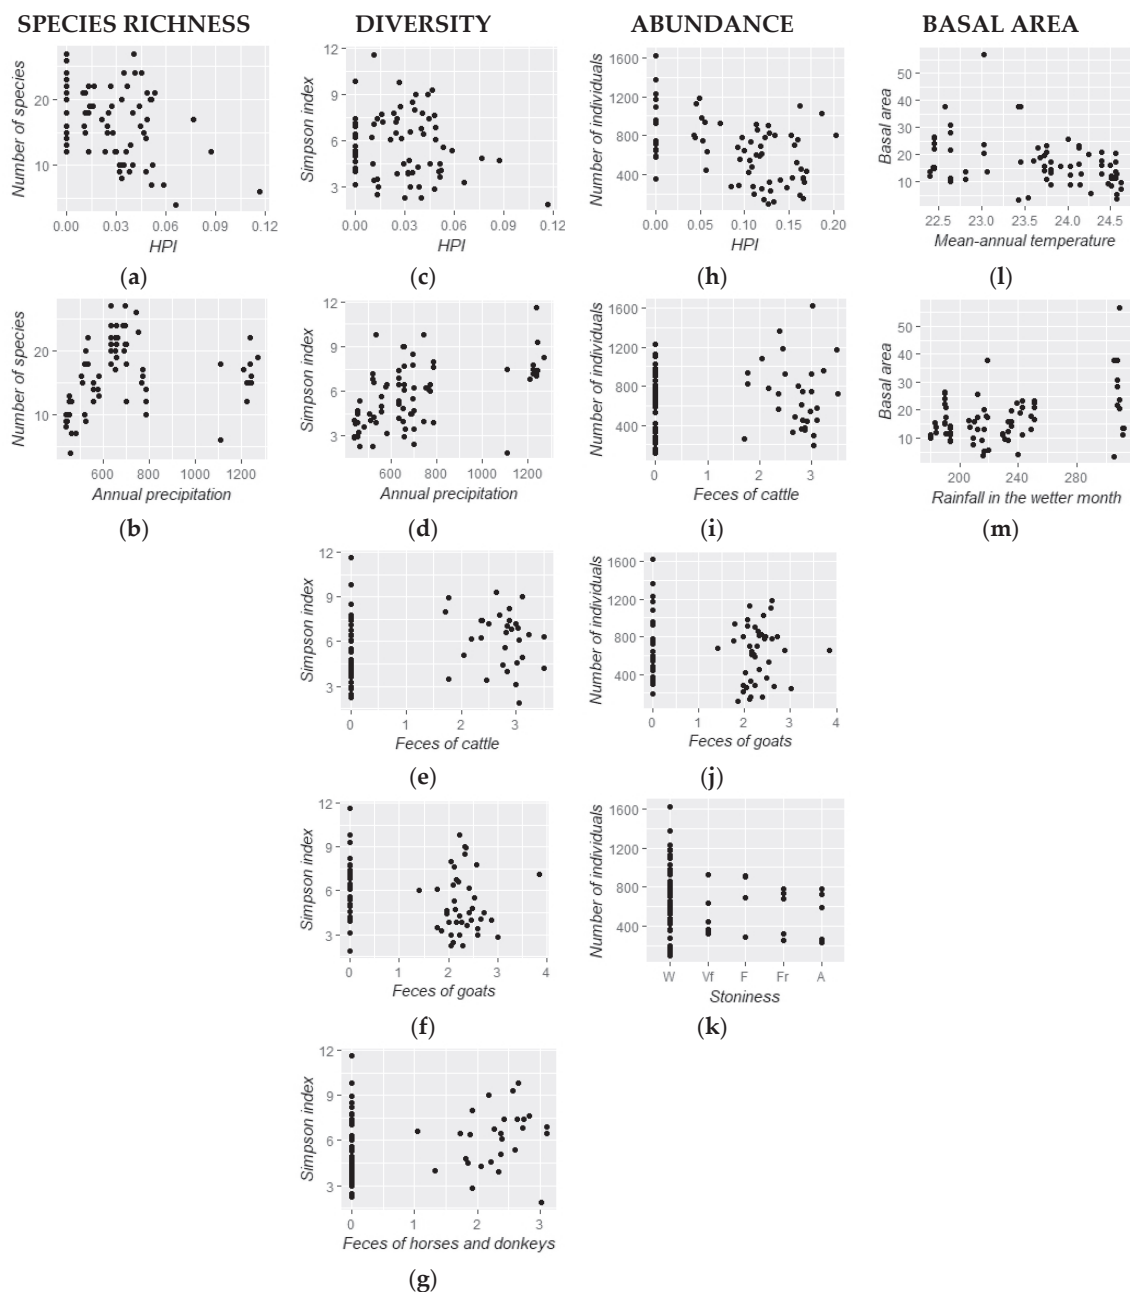 SPECIES RICHNESS
DIVERSITY
ABUNDANCE
BASAL AREA
Number of species
20
10
0.00 0.03 0.06 0.09 0.12
HPI
(a)
Simpson index
12
9
6
3
0.00 0.03 0.06 0.09 0.12
HPI
(c)
Number of individuals
1600
1200
800
400
0.00 0.05 0.10 0.15 0.20
HPI
(h)
Basal area
50
40
30
20
10
22.5 23.0 23.5 24.0 24.5
Mean-annual temperature
(l)
Number of species
20
10
600 800 1000 1200
Annual precipitation
(b)
Simpson index
12
9
6
3
600 800 1000 1200
Annual precipitation
(d)
Number of individuals
1600
1200
800
400
0 1 2 3
Feces of cattle
(i)
Basal area
50
40
30
20
10
200 240 280
Rainfall in the wetter month
(m)
Simpson index
12
9
6
3
0 1 2 3
Feces of cattle
(e)
Number of individuals
1600
1200
800
400
0 1 2 3 4
Feces of goats
(j)
Simpson index
12
9
6
3
0 1 2 3 4
Feces of goats
(f)
Number of individuals
1600
1200
800
400
W Vf F Fr A
Stoniness
(k)
Simpson index
12
9
6
3
0 1 2 3
Feces of horses and donkeys
(g)